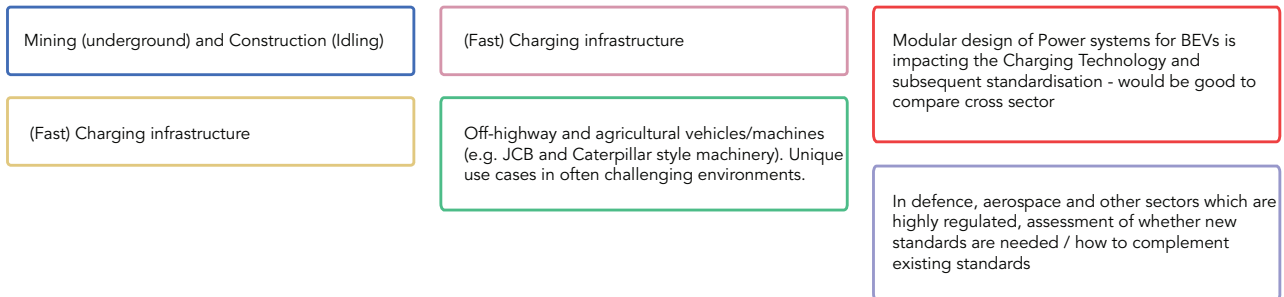 Mining (underground) and Construction (Idling)
(Fast) Charging infrastructure
(Fast) Charging infrastructure
Off-highway and agricultural vehicles/machines
(e.g. JCB and Caterpillar style machinery). Unique
use cases in often challenging environments.
Modular design of Power systems for BEVs is
impacting the Charging Technology and
subsequent standardisation - would be good to
compare cross sector
In defence, aerospace and other sectors which are
highly regulated, assessment of whether new
standards are needed / how to complement
existing standards